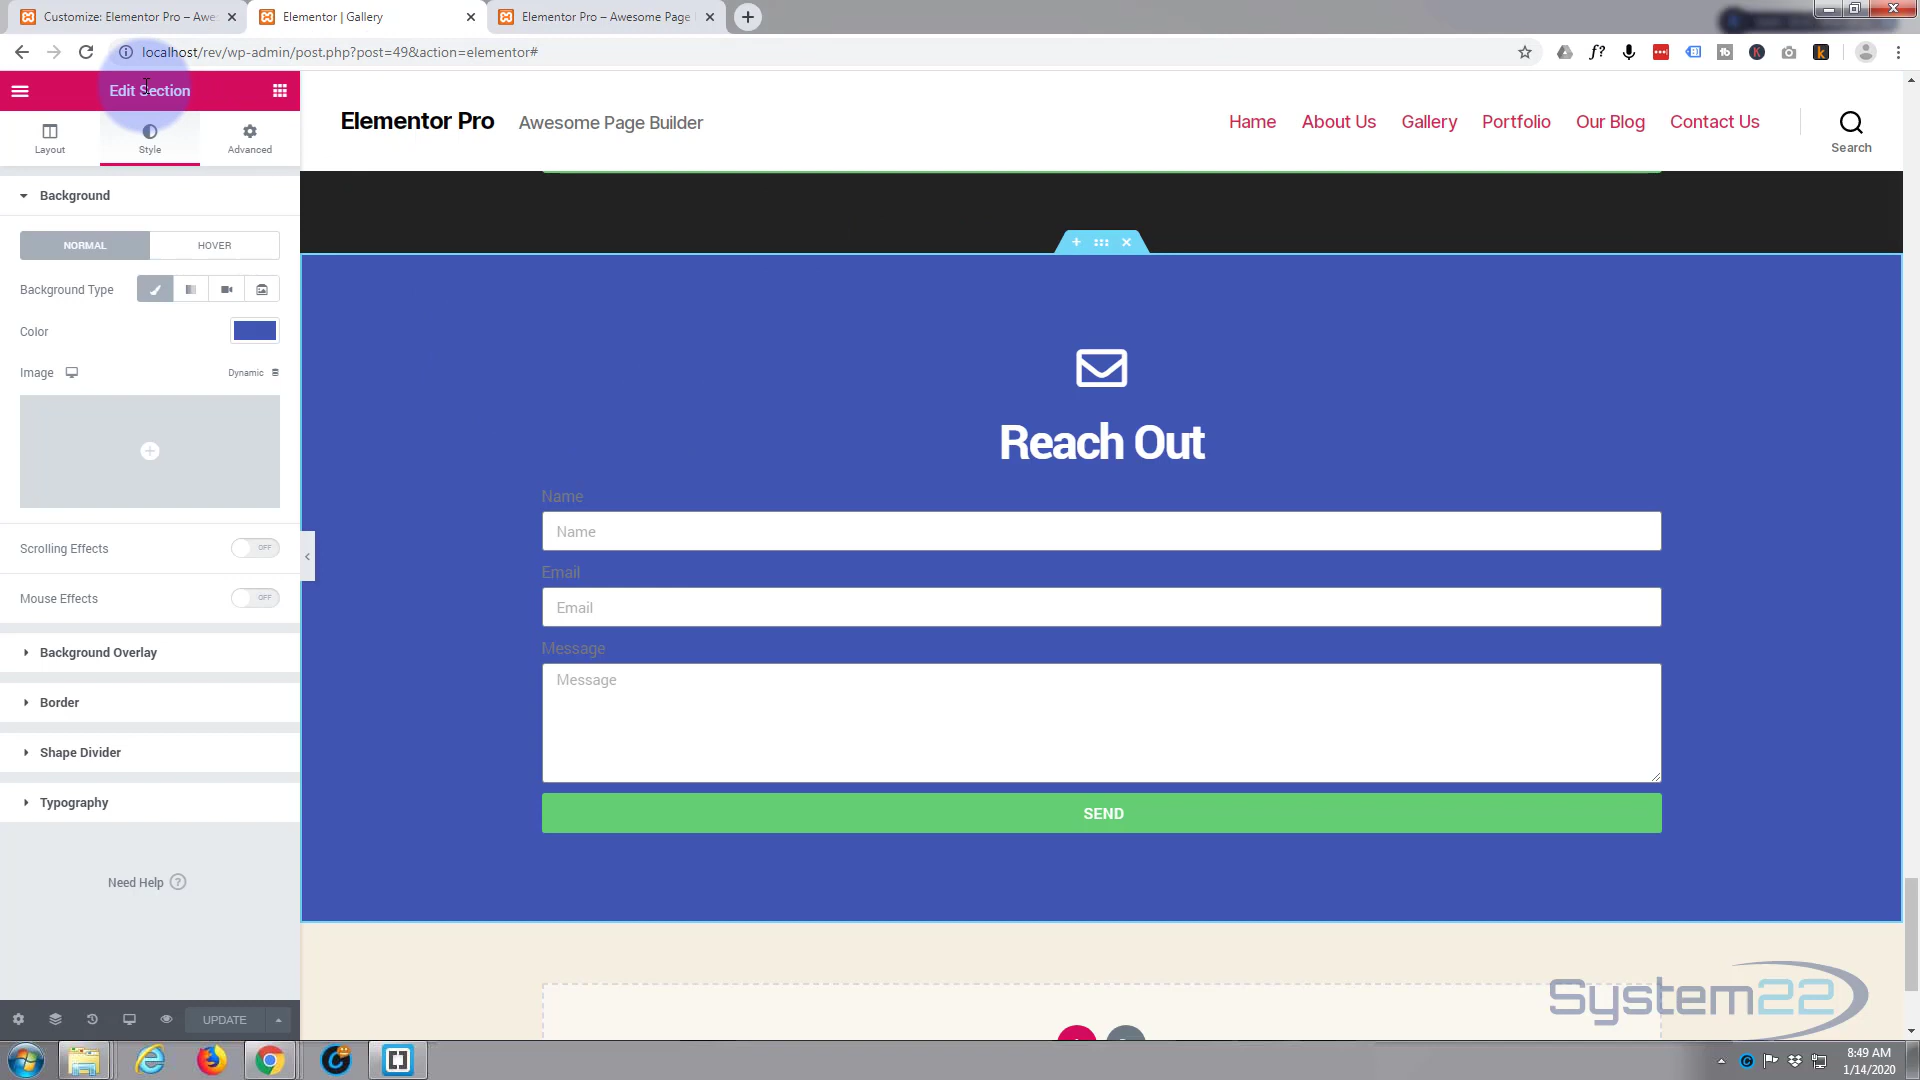 Customize: Elementor Pro – Awes
Elementor | Gallery
Elementor Pro – Awesome Page
localhost/rev/wp-admin/post.php?post=49&action=elementor#
Edit Section
Layout
Style
Advanced
Elementor Pro
Awesome Page Builder
Home
About Us
Gallery
Portfolio
Our Blog
Contact Us
Search
Background
NORMAL
HOVER
Background Type
Color
Image
Dynamic
Scrolling Effects
OFF
Mouse Effects
OFF
Background Overlay
Border
Shape Divider
Typography
Need Help
UPDATE
Reach Out
Name
Name
Email
Email
Message
Message
SEND
System22
8:49 AM
1/14/2020